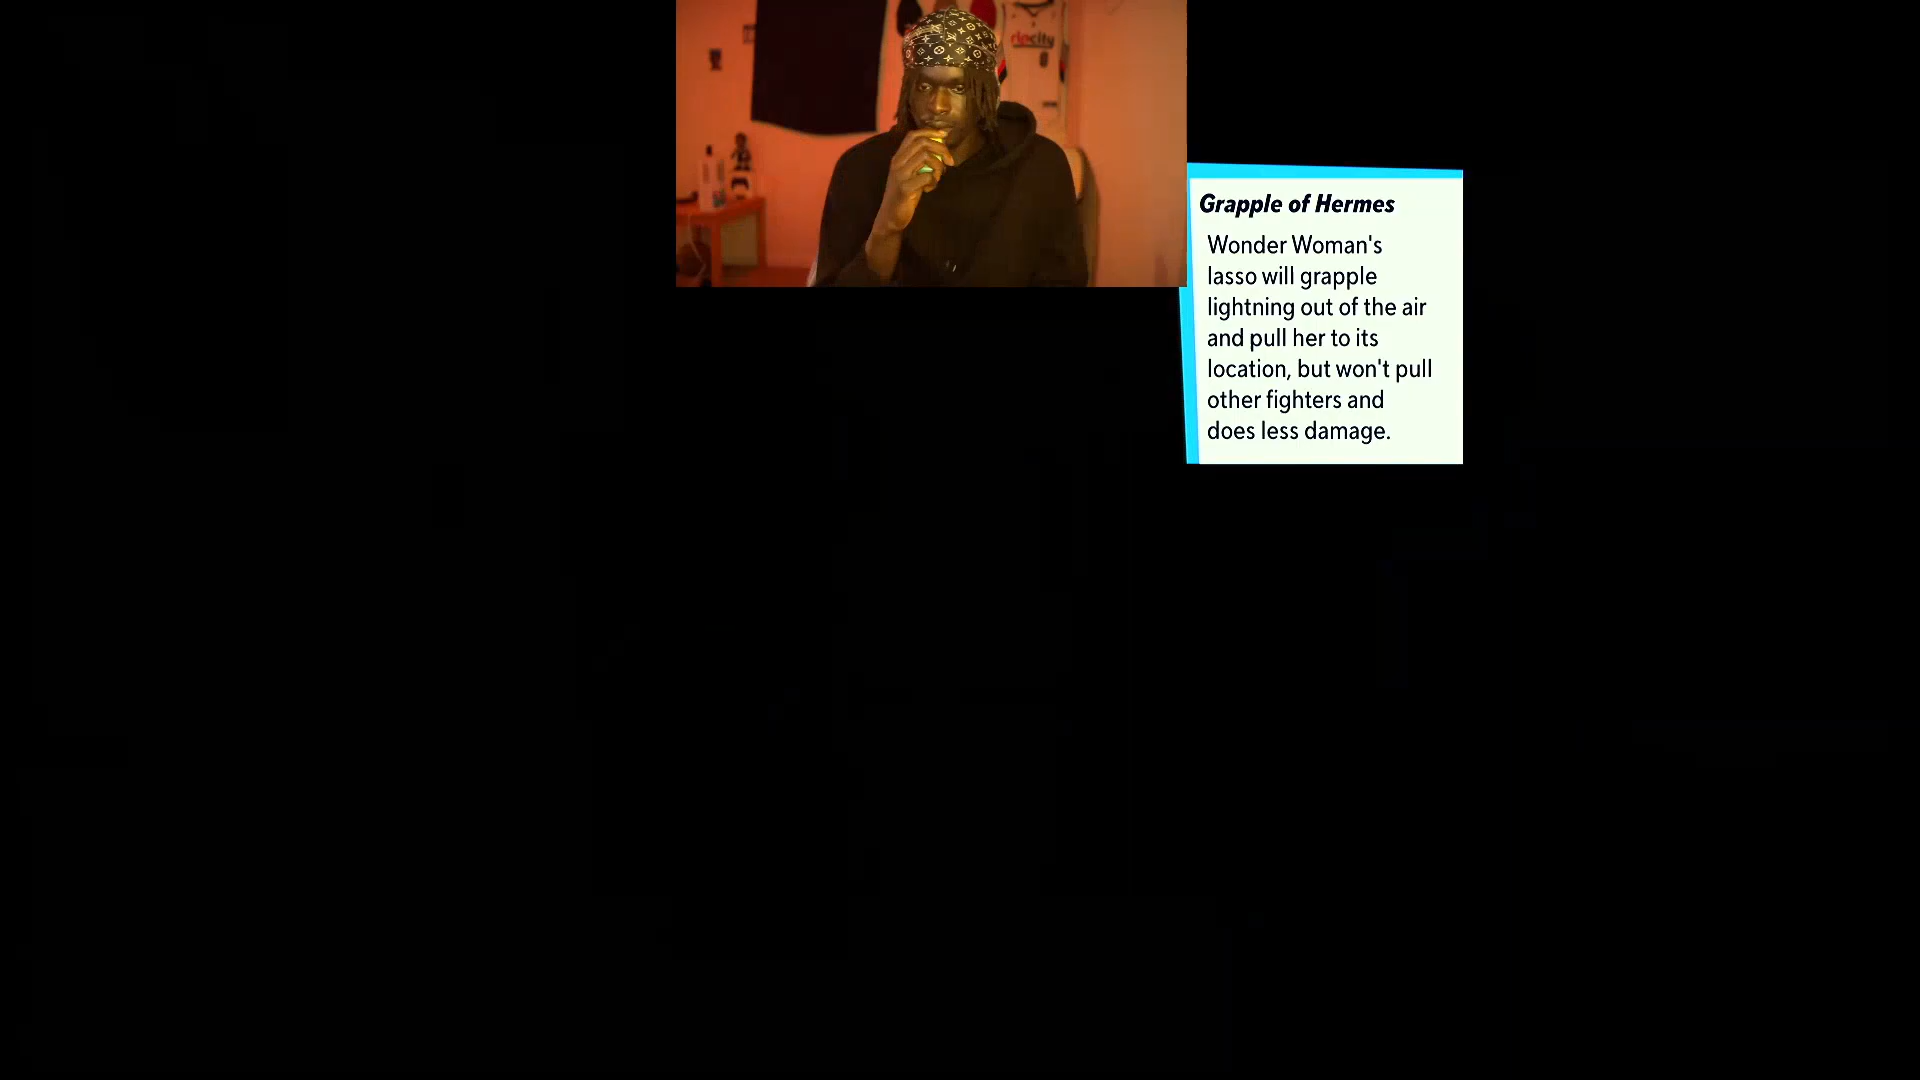 ripcity
Grapple of Hermes
Wonder Woman's
lasso will grapple
lightning out of the air
and pull her to its
location, but won't pull
other fighters and
does less damage.